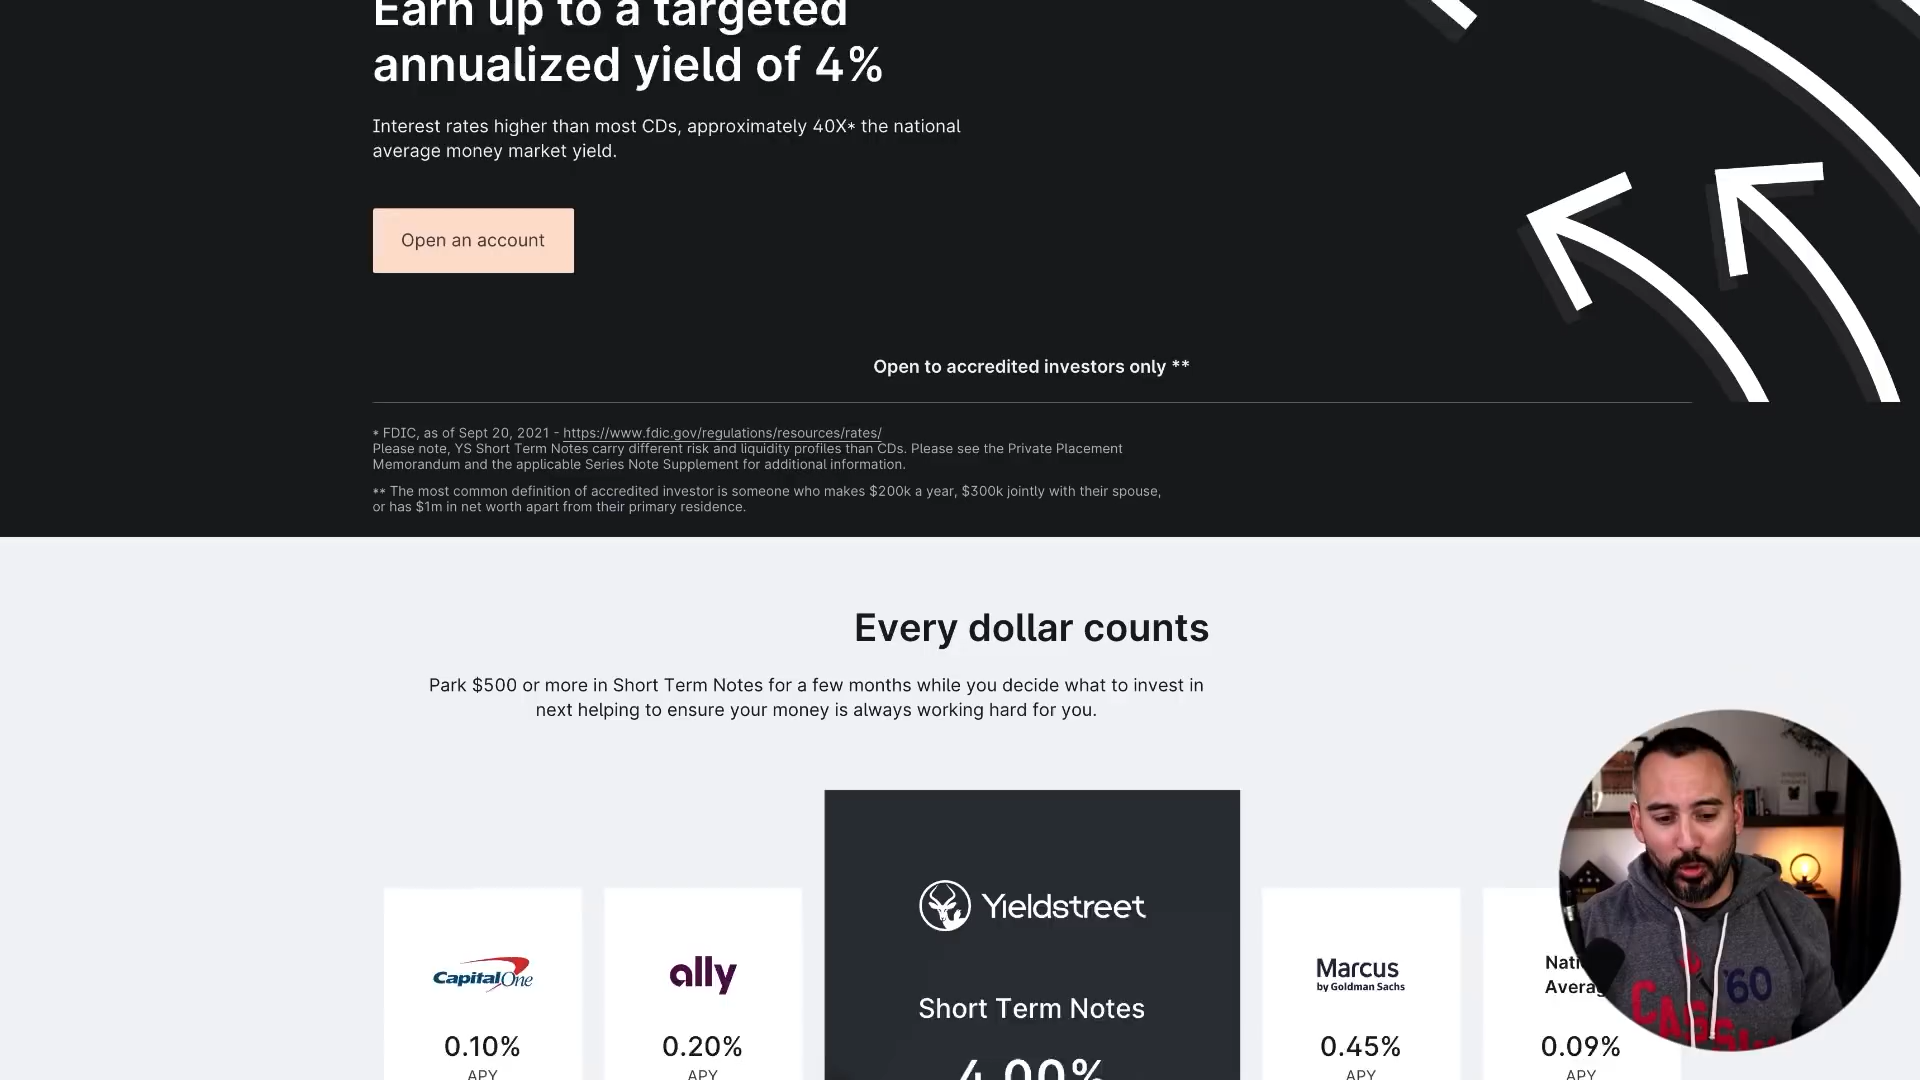 Earn up to a targeted
annualized yield of 4%
Interest rates higher than most CDs, approximately 40X* the national
average money market yield.
Open an account
Open to accredited investors only **
* FDIC, as of Sept 20, 2021 - https://www.fdic.gov/regulations/resources/rates/
Please note, YS Short Term Notes carry different risk and liquidity profiles than CDs. Please see the Private Placement
Memorandum and the applicable Series Note Supplement for additional information.
** The most common definition of accredited investor is someone who makes $200k a year, $300k jointly with their spouse,
or has $1m in net worth apart from their primary residence.
Every dollar counts
Park $500 or more in Short Term Notes for a few months while you decide what to invest in
next helping to ensure your money is always working hard for you.
Yieldstreet
Short Term Notes
4.00%
Capital One
0.10%
APY
ally
0.20%
APY
Marcus
by Goldman Sachs
0.45%
APY
0.09%
APY
'60